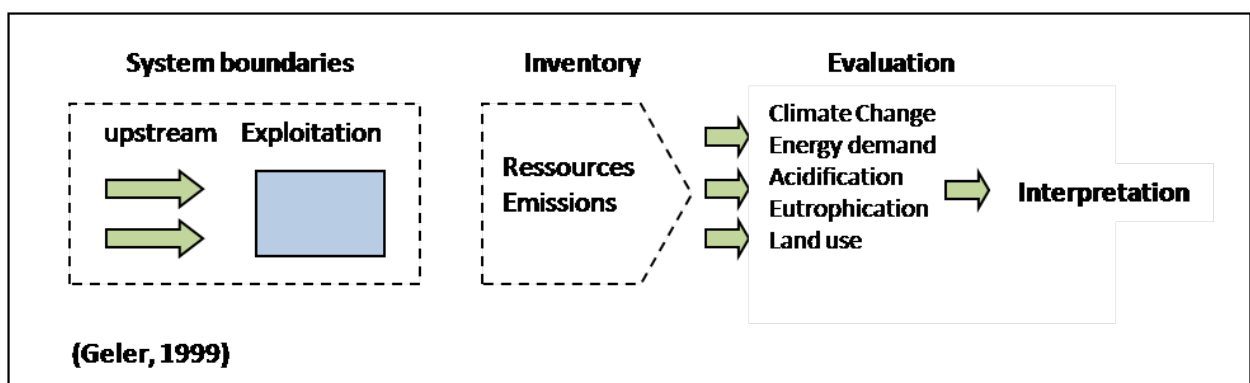 System boundaries
Inventory
Evaluation
upstream Exploitation
Ressources
Emissions
Climate Change
Energy demand
Acidification
Eutrophication
Land use
Interpretation
(Geler, 1999)